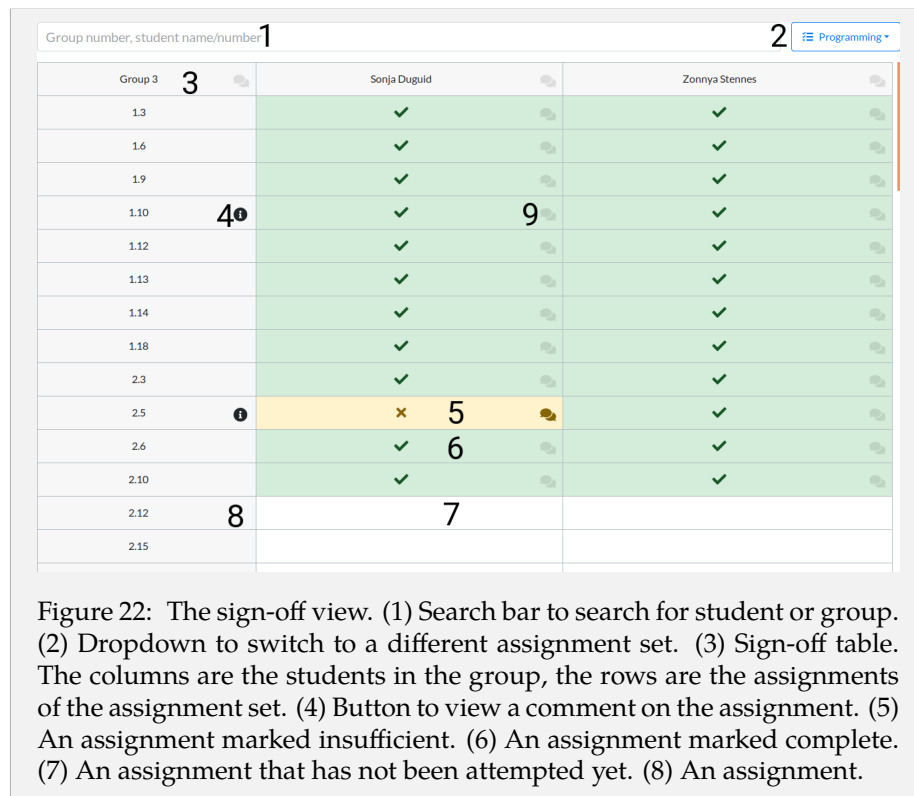 Group number, student name/number 1 2 Programming
Group 3 3 Sonja Duguid Zonnya Stennes
1.3
1.6
1.9
1.10 4 9
1.12
1.13
1.14
1.18
2.3
2.5 5
2.6 6
2.10
2.12 8 7
2.15
Figure 22: The sign-off view. (1) Search bar to search for student or group.
(2) Dropdown to switch to a different assignment set. (3) Sign-off table.
The columns are the students in the group, the rows are the assignments
of the assignment set. (4) Button to view a comment on the assignment. (5)
An assignment marked insufficient. (6) An assignment marked complete.
(7) An assignment that has not been attempted yet. (8) An assignment.